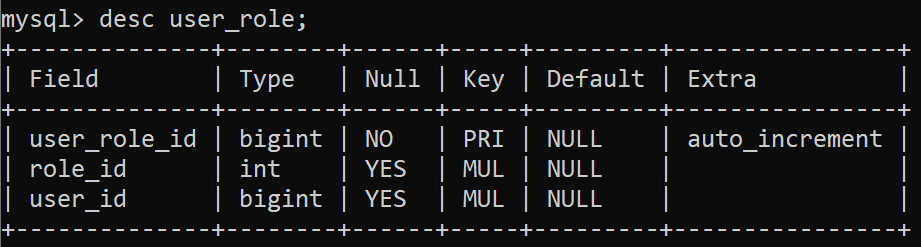 mysql> desc user_role;
+--------------+--------+------+-----+---------+----------------+
| Field        | Type   | Null | Key | Default | Extra          |
+--------------+--------+------+-----+---------+----------------+
| user_role_id | bigint | NO   | PRI | NULL    | auto_increment |
| role_id      | int    | YES  | MUL | NULL    |                |
| user_id      | bigint | YES  | MUL | NULL    |                |
+--------------+--------+------+-----+---------+----------------+